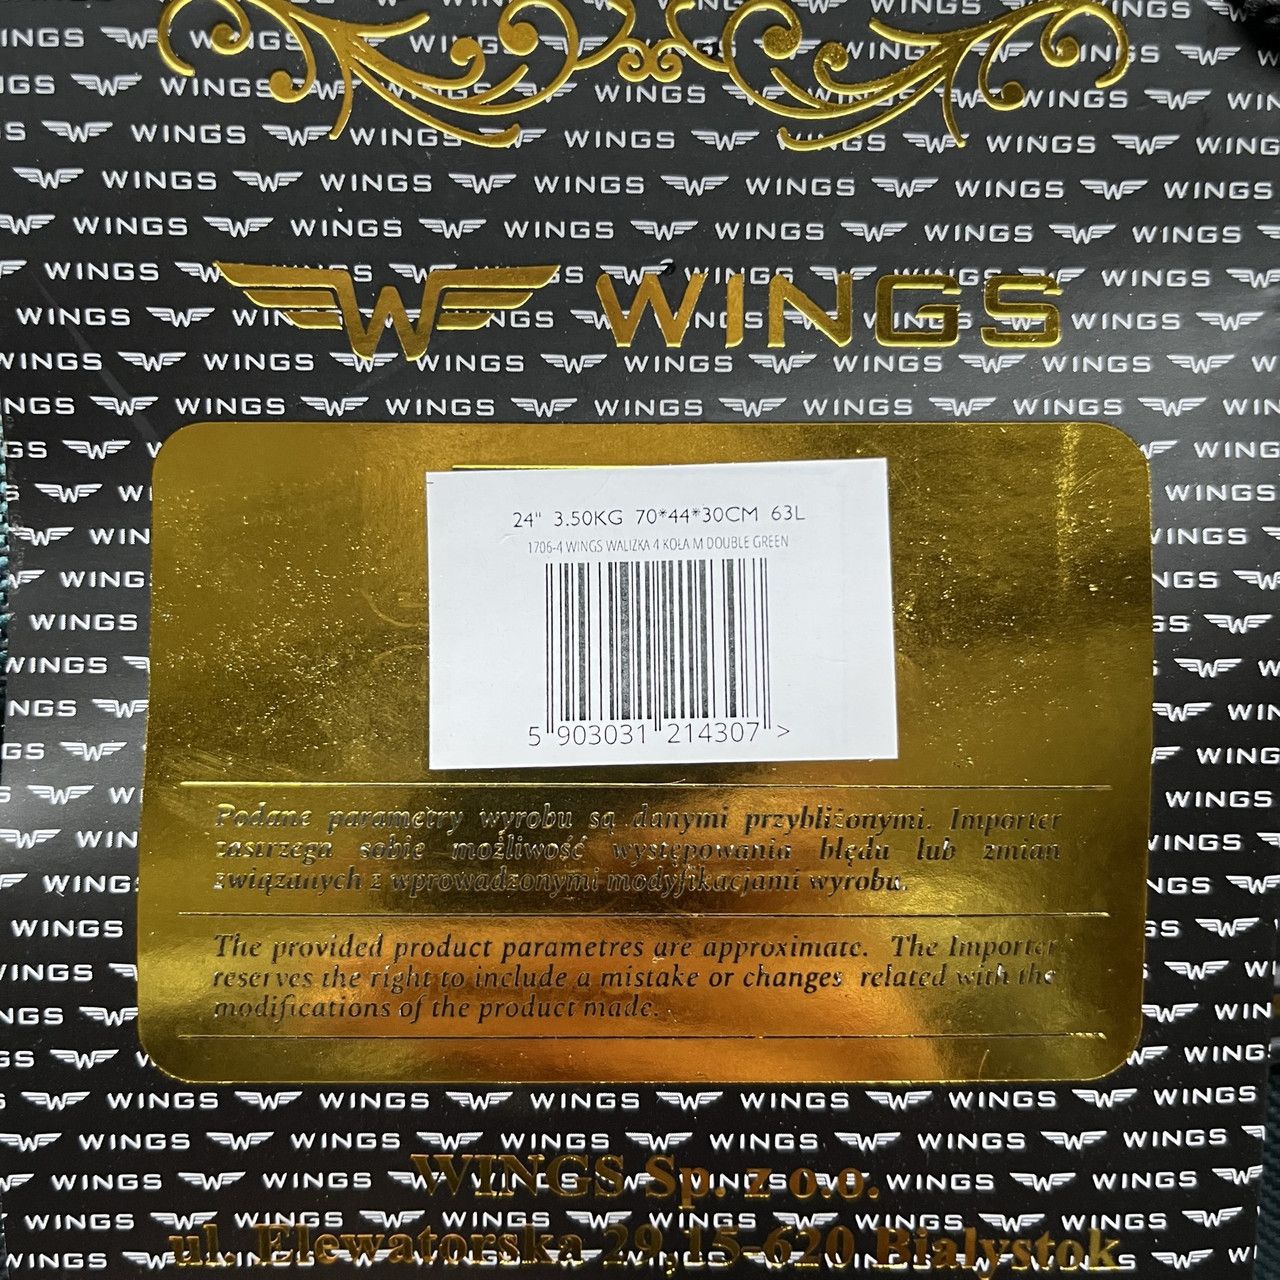 WINGS
24" 3.50KG 70*44*30CM 63L
1706-4 WINGS WALIZKA 4 KOŁA M DOUBLE GREEN
5 903031 214307 >
Podane parametry wyrobu są danymi przybliżonymi. Importer
zastrzega sobie możliwość występowania błędu lub zmian
związanych z wprowadzonymi modyfikacjami wyrobu.
The provided product parametres are approximate. The Importer
reserves the right to include a mistake or changes related with the
modifications of the product made.
WINGS Sp. z o.o.
ul. Elewatorska 29, 15-620 Białystok